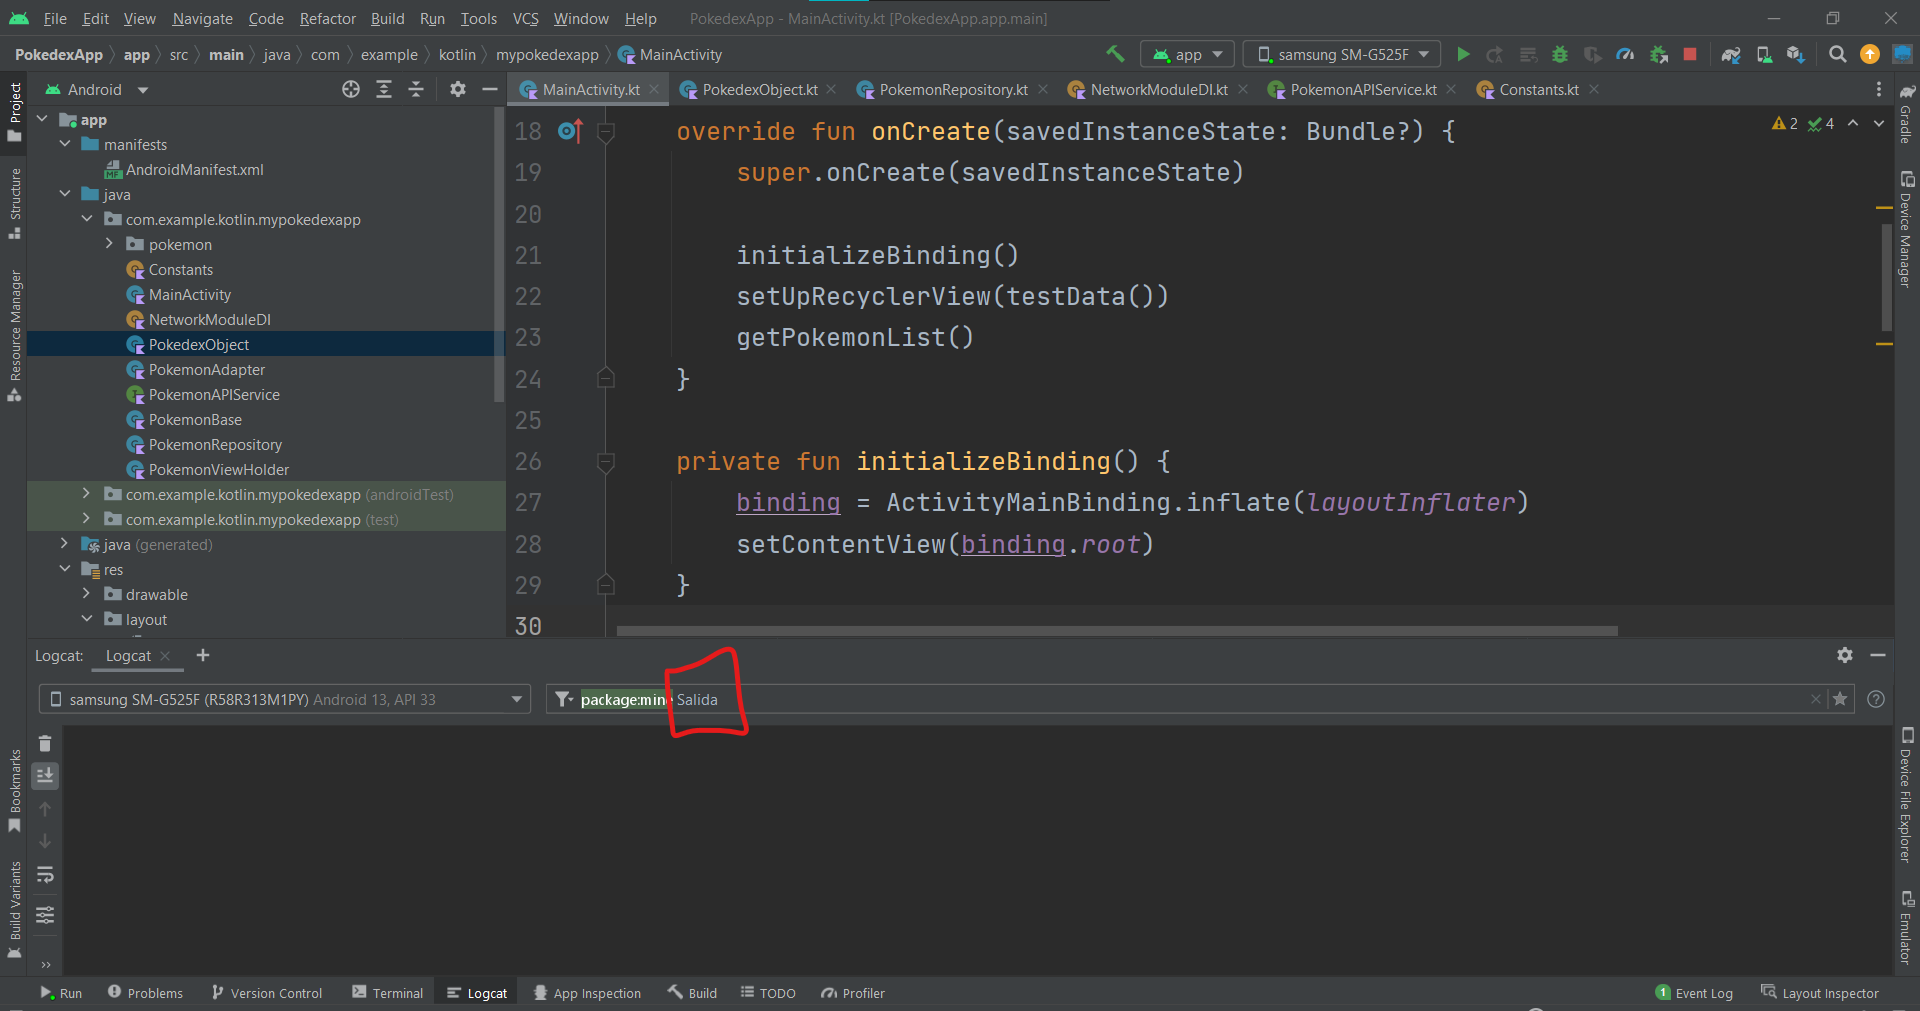 File Edit View Navigate Code Refactor Build Run Tools VCS Window Help PokedexApp - MainActivity.kt [PokedexApp.app.main]
PokedexApp app src main java com example kotlin mypokedexapp MainActivity app samsung SM-G525F
Project
Structure
Resource Manager
Bookmarks
Build Variants
Android
app
manifests
AndroidManifest.xml
java
com.example.kotlin.mypokedexapp
pokemon
Constants
MainActivity
NetworkModuleDI
PokedexObject
PokemonAdapter
PokemonAPIService
PokemonBase
PokemonRepository
PokemonViewHolder
com.example.kotlin.mypokedexapp (androidTest)
com.example.kotlin.mypokedexapp (test)
java (generated)
res
drawable
layout
MainActivity.kt PokedexObject.kt PokemonRepository.kt NetworkModuleDI.kt PokemonAPIService.kt Constants.kt
2 4
18 override fun onCreate(savedInstanceState: Bundle?) {
19 super.onCreate(savedInstanceState)
20
21 initializeBinding()
22 setUpRecyclerView(testData())
23 getPokemonList()
24 }
25
26 private fun initializeBinding() {
27 binding = ActivityMainBinding.inflate(layoutInflater)
28 setContentView(binding.root)
29 }
30
Gradle
Device Manager
Device File Explorer
Emulator
Logcat: Logcat
samsung SM-G525F (R58R313M1PY) Android 13, API 33 package:mine Salida
Run Problems Version Control Terminal Logcat App Inspection Build TODO Profiler 1 Event Log Layout Inspector